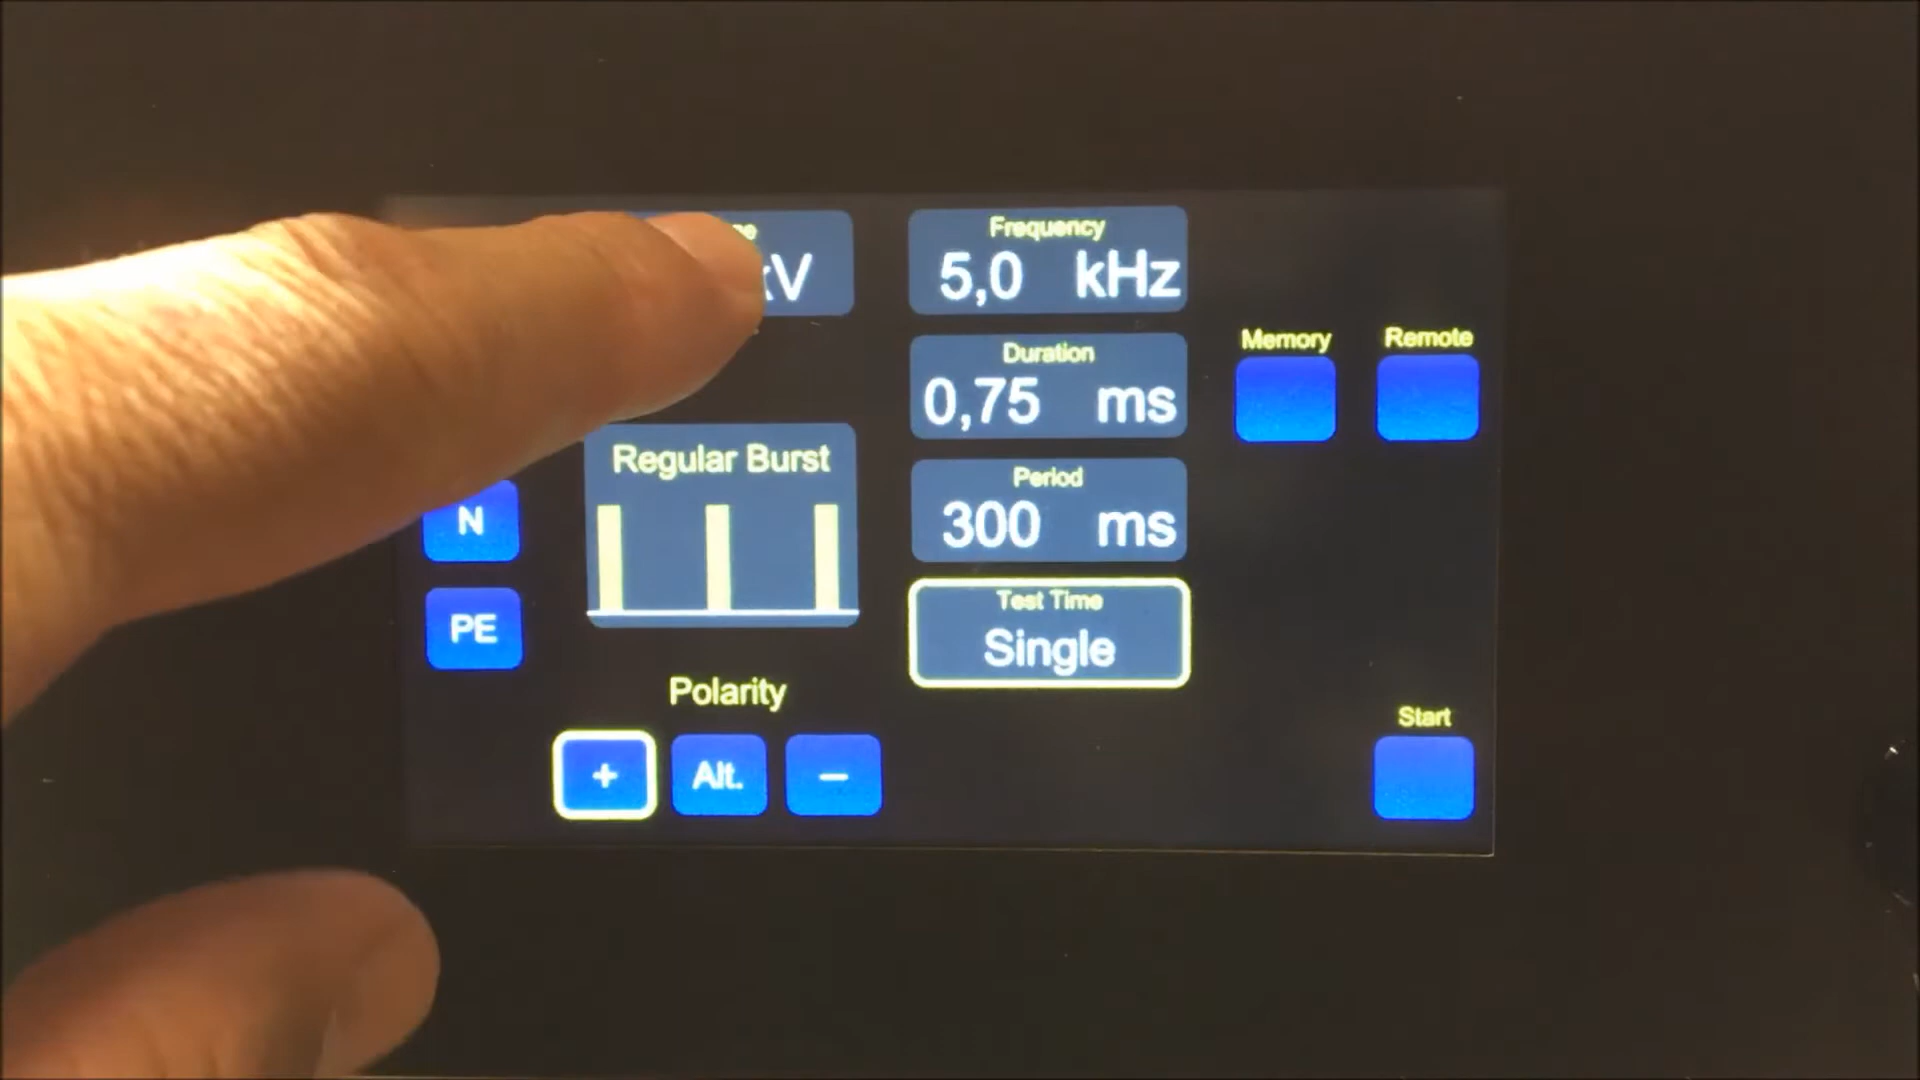 kV
Frequency
5,0 kHz
Duration
0,75 ms
Memory
Remote
Regular Burst
Period
300 ms
N
PE
Test Time
Single
Polarity
+ Alt. –
Start